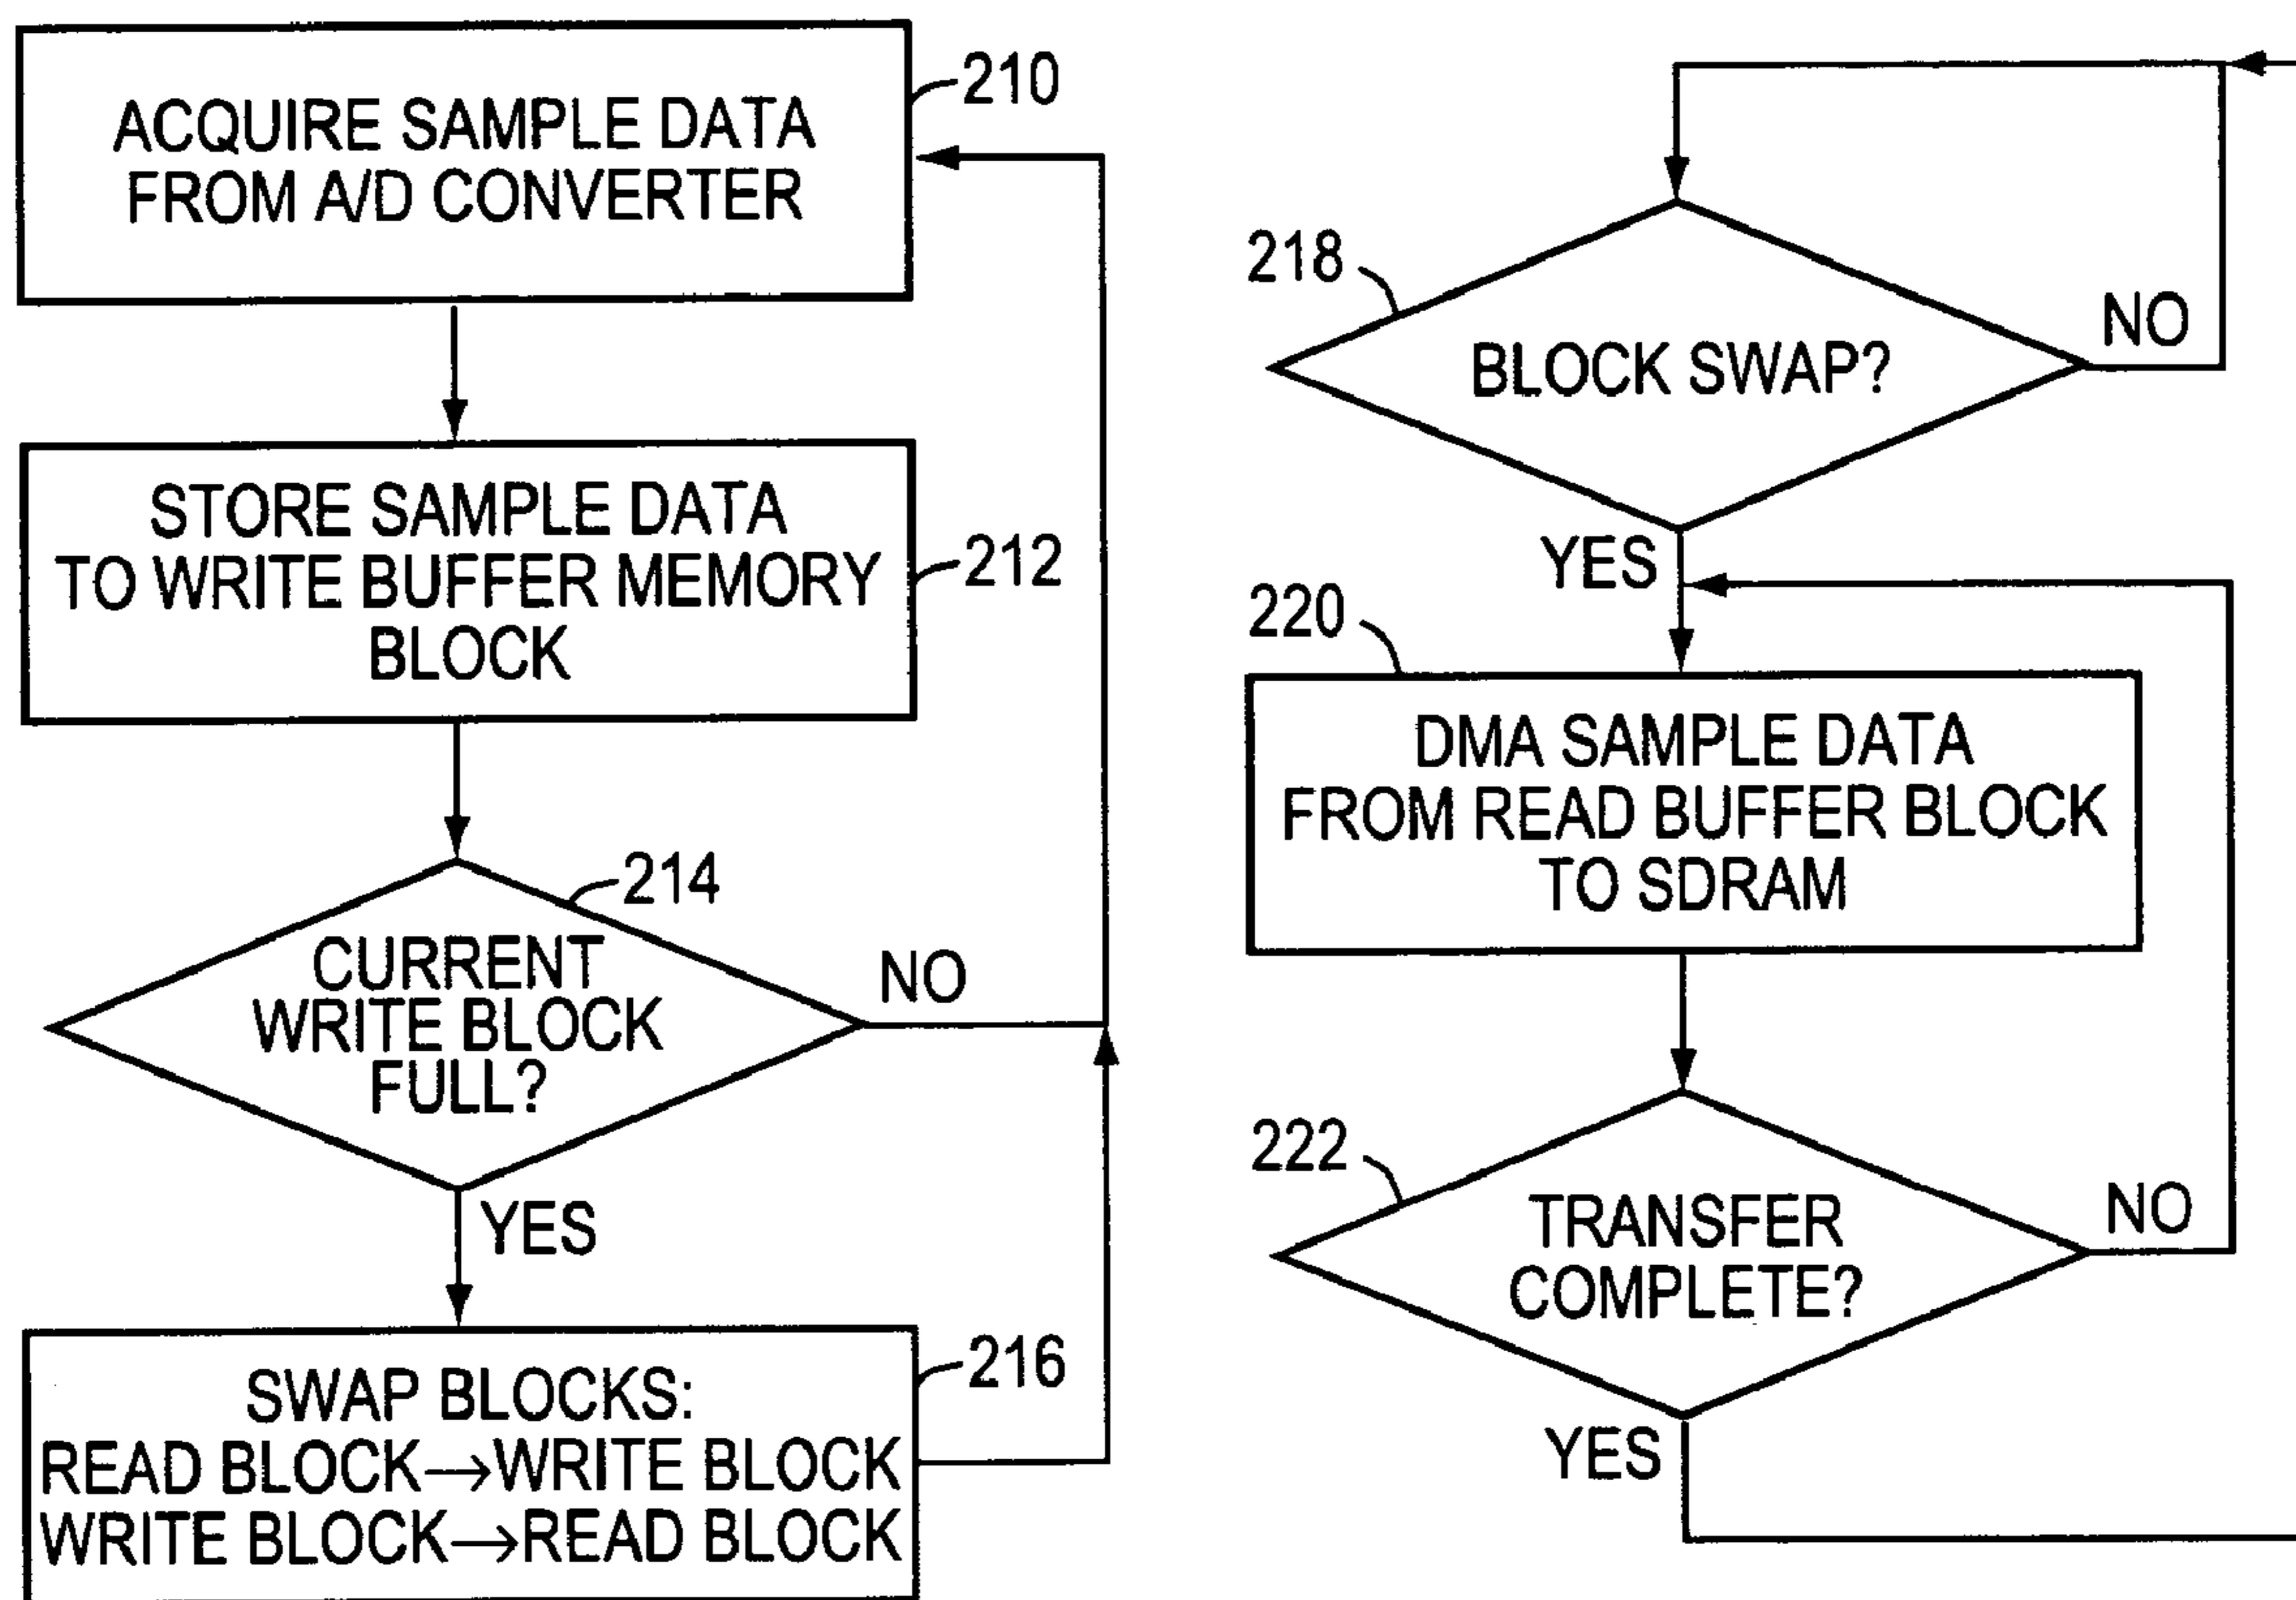 210
ACQUIRE SAMPLE DATA
FROM A/D CONVERTER
STORE SAMPLE DATA
TO WRITE BUFFER MEMORY
BLOCK
212
214
CURRENT
WRITE BLOCK
FULL?
NO
YES
216
SWAP BLOCKS:
READ BLOCK→WRITE BLOCK
WRITE BLOCK→READ BLOCK
218
BLOCK SWAP?
NO
YES
220
DMA SAMPLE DATA
FROM READ BUFFER BLOCK
TO SDRAM
222
TRANSFER
COMPLETE?
NO
YES